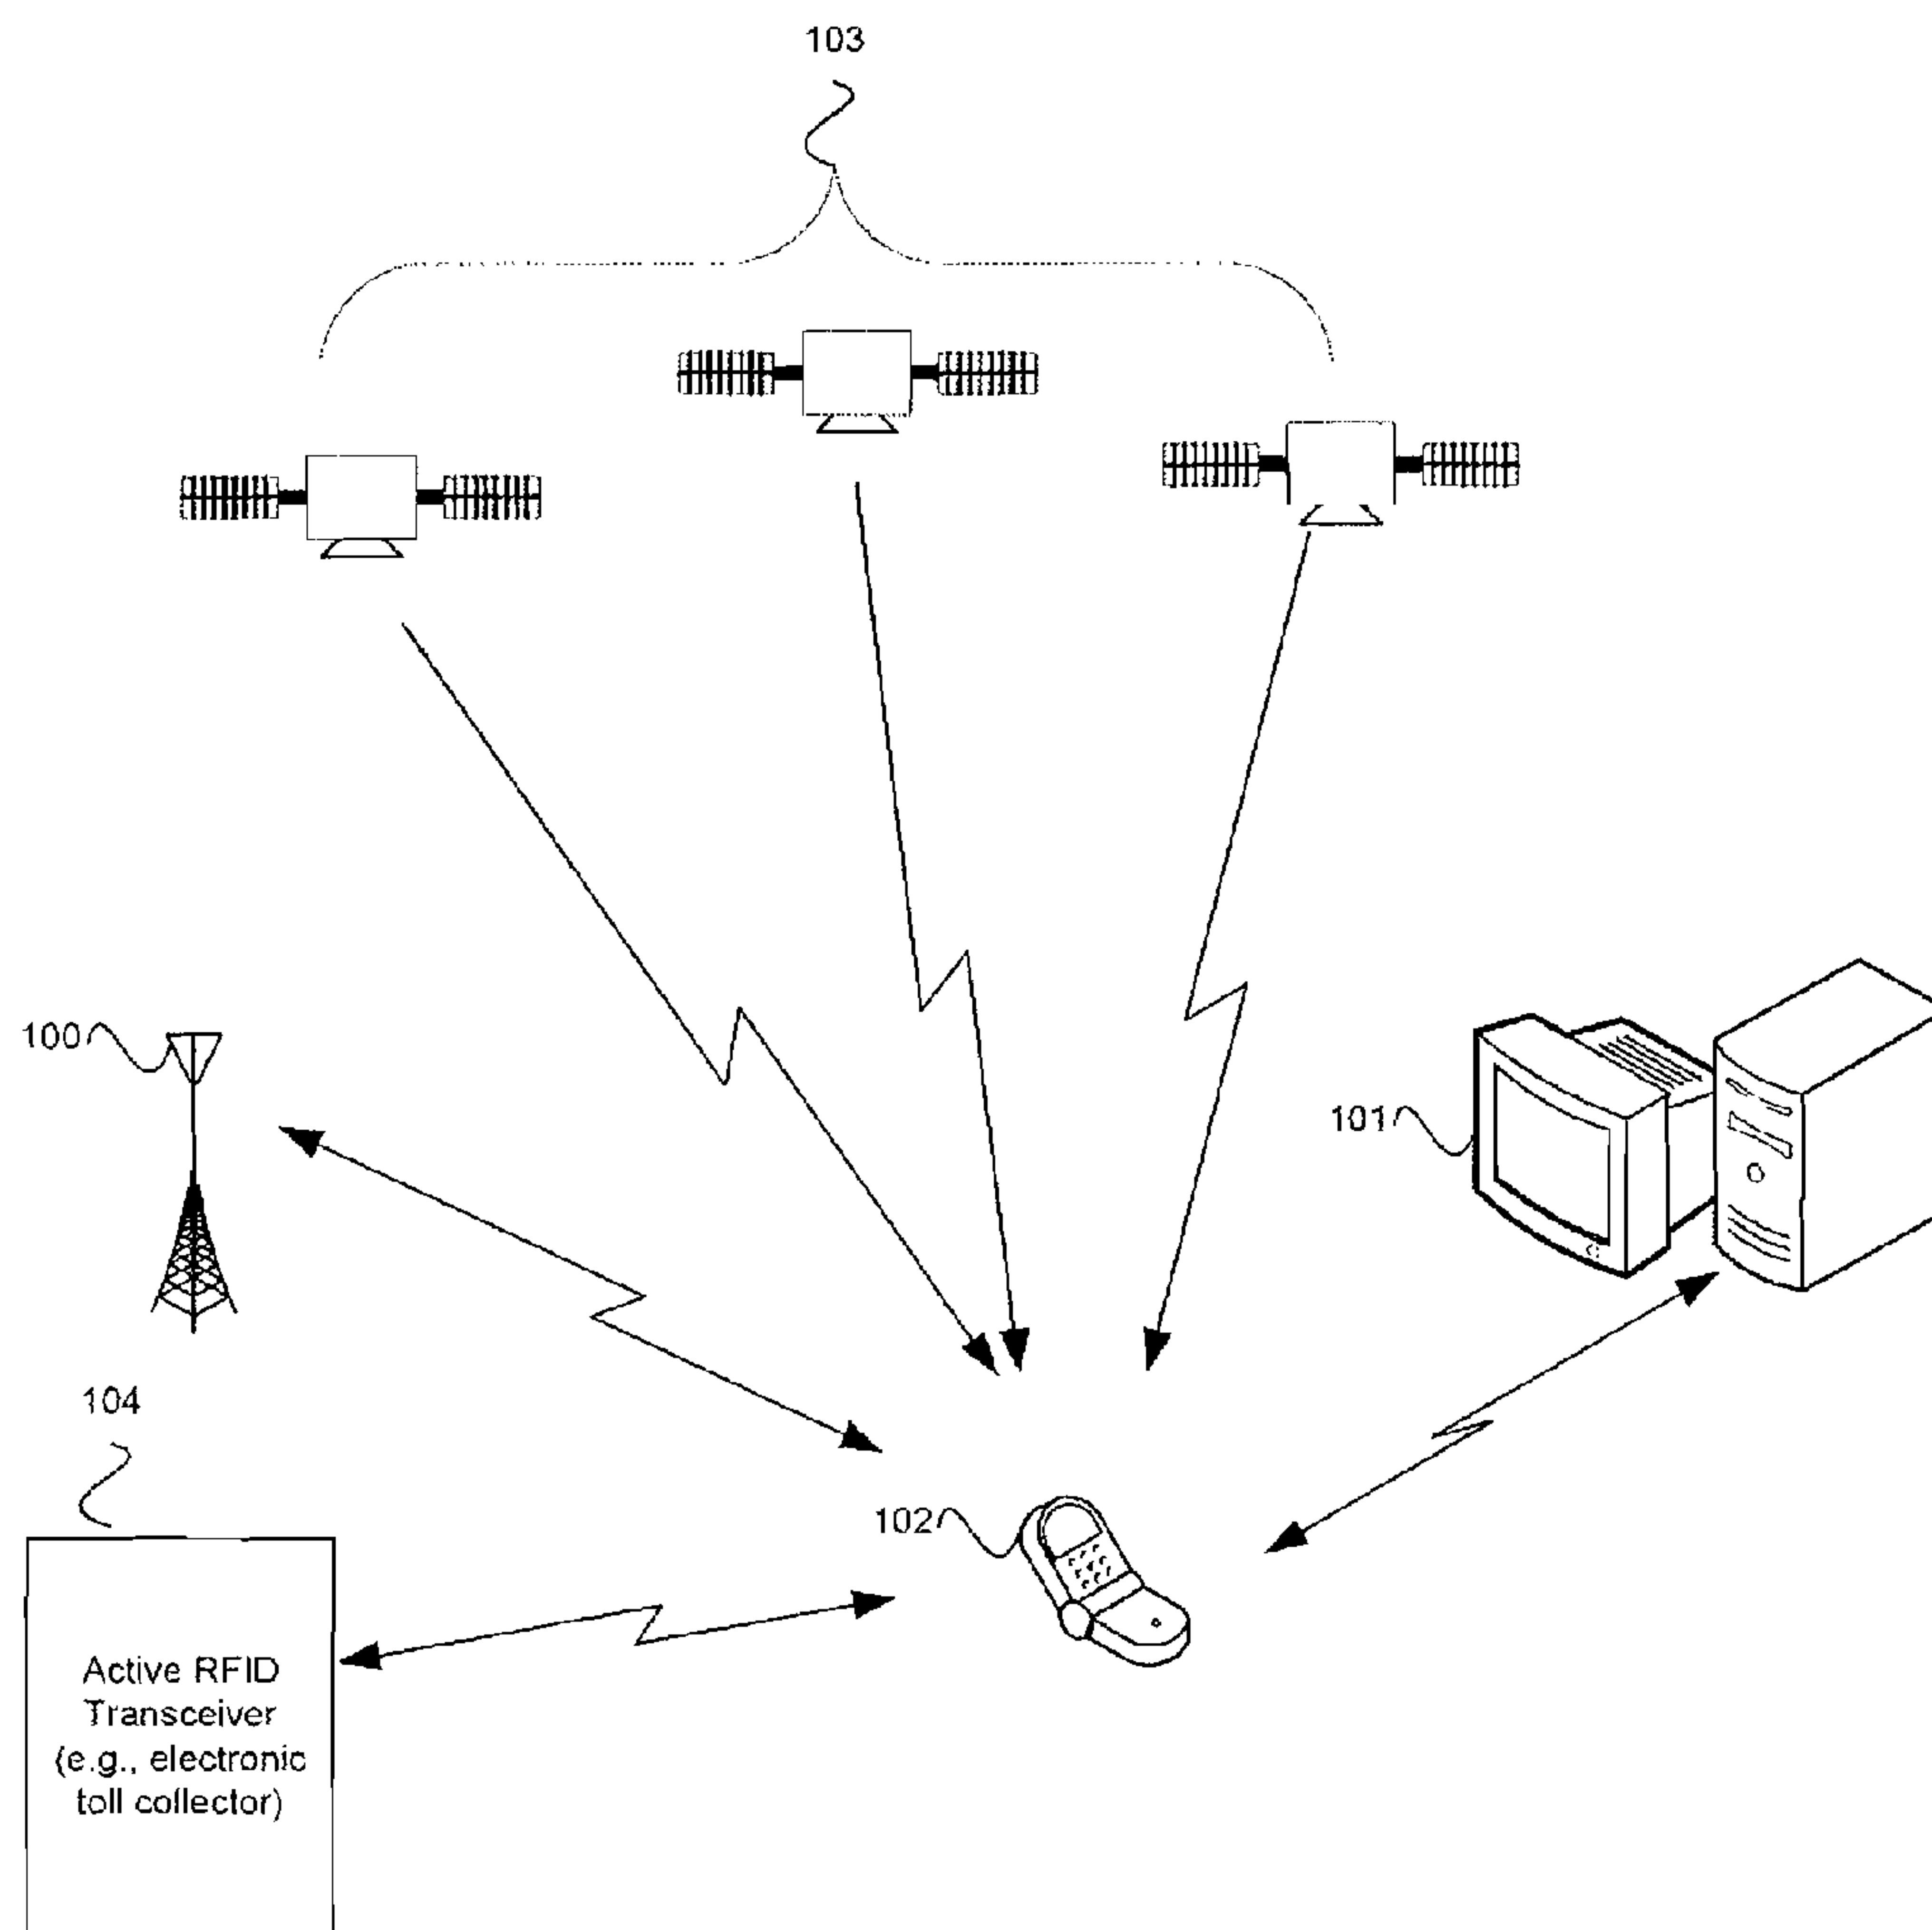 103
100
101
104
102
Active RFID
Transceiver
(e.g., electronic
toll collector)